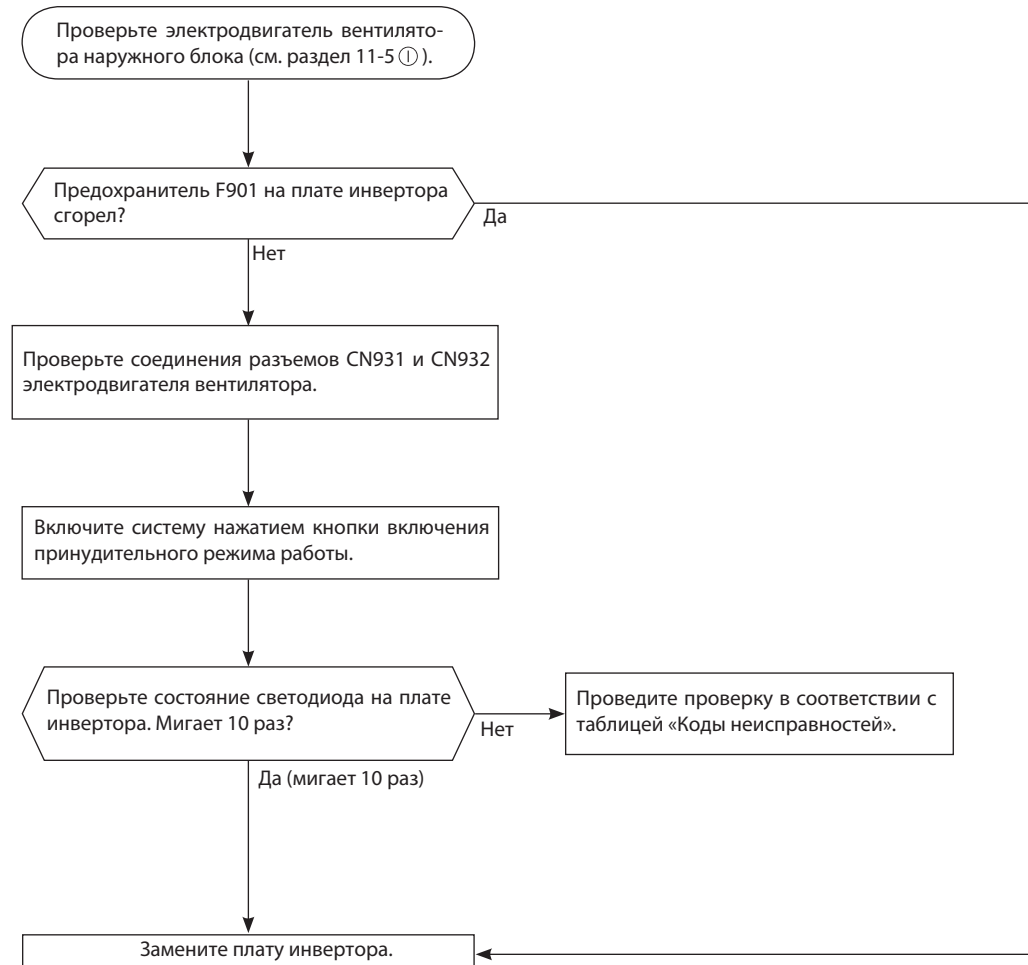 Проверьте электродвигатель вентилято-
ра наружного блока (см. раздел 11-5 Ⓘ ).
Предохранитель F901 на плате инвертора
сгорел?
Да
Нет
Проверьте соединения разъемов CN931 и CN932
электродвигателя вентилятора.
Включите систему нажатием кнопки включения
принудительного режима работы.
Проверьте состояние светодиода на плате
инвертора. Мигает 10 раз?
Нет
Проведите проверку в соответствии с
таблицей «Коды неисправностей».
Да (мигает 10 раз)
Замените плату инвертора.